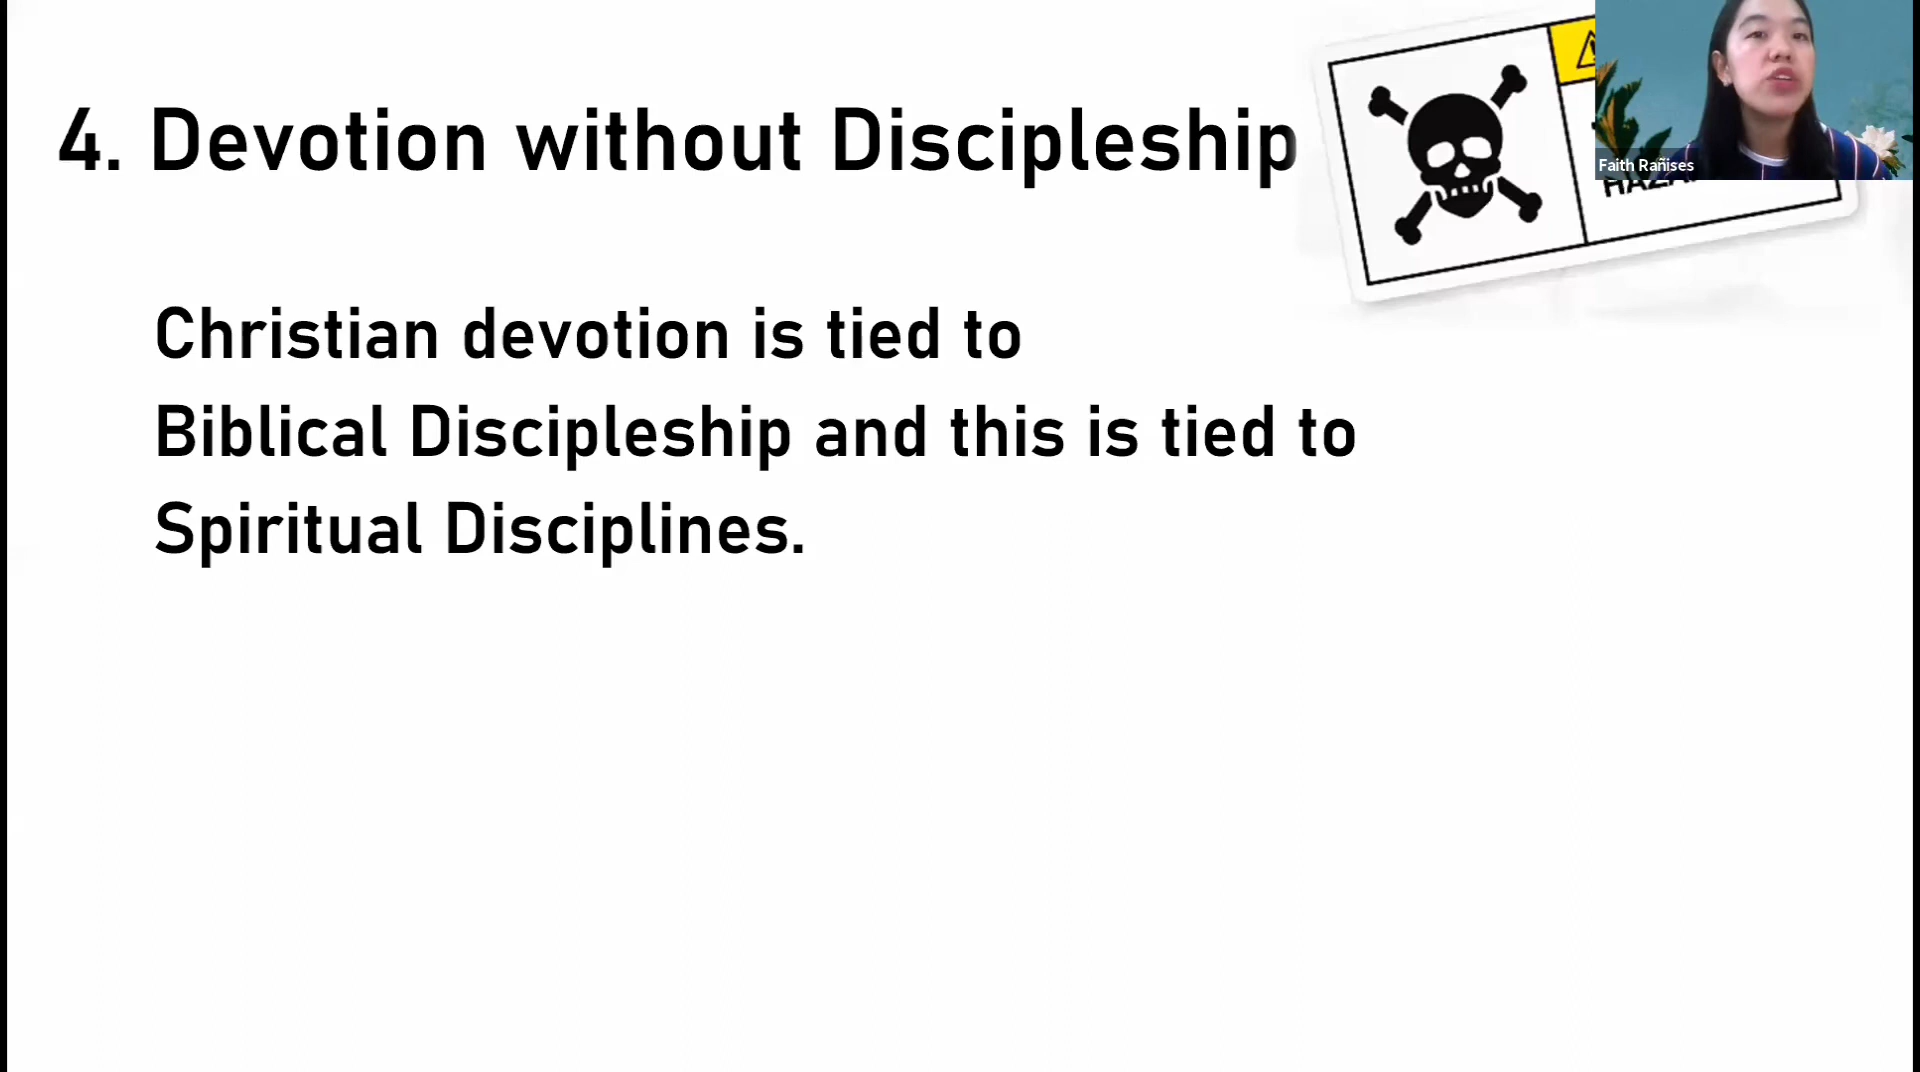 4. Devotion without Discipleship
Faith Rañises
Christian devotion is tied to
Biblical Discipleship and this is tied to
Spiritual Disciplines.